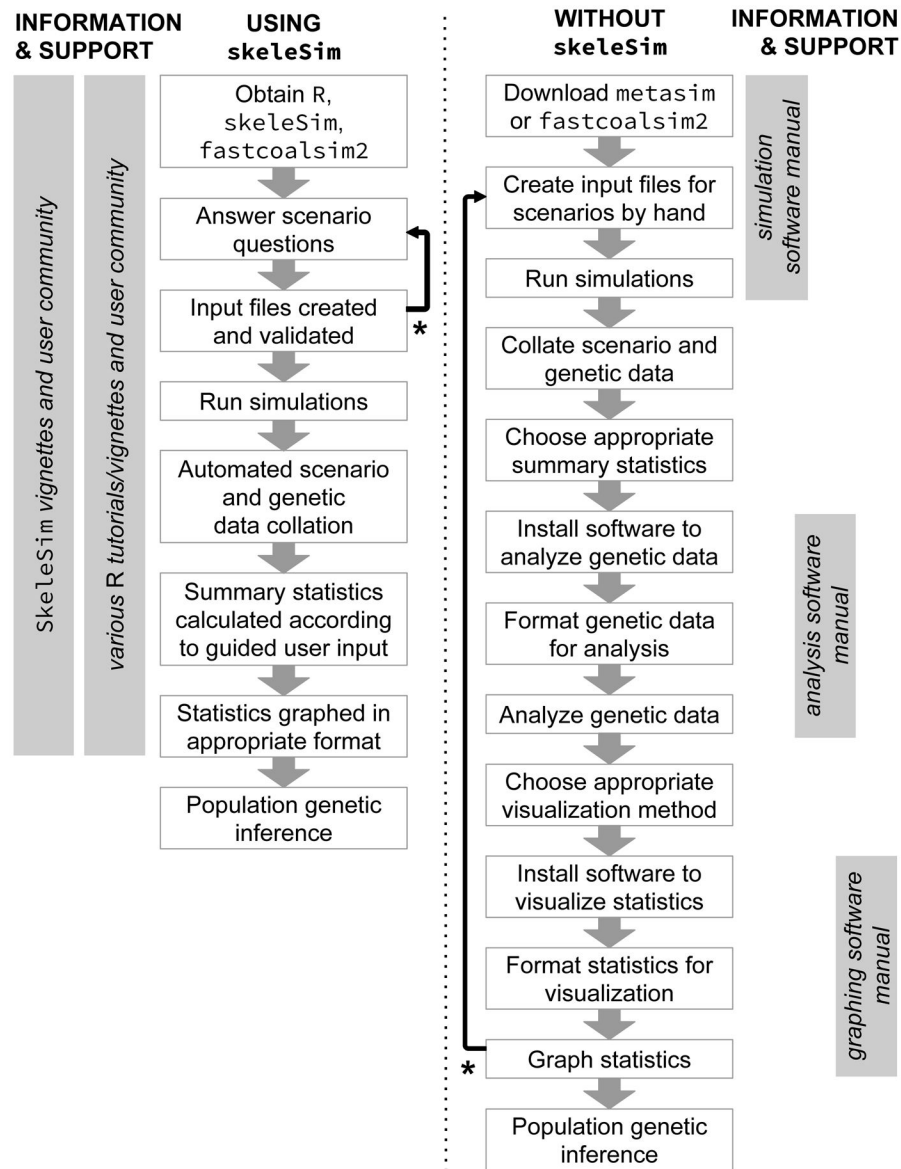 INFORMATION
& SUPPORT
USING
skeleSim
SkeleSim vignettes and user community
various R tutorials/vignettes and user community
Obtain R,
skeleSim,
fastcoalsim2
Answer scenario
questions
Input files created
and validated
*
Run simulations
Automated scenario
and genetic
data collation
Summary statistics
calculated according
to guided user input
Statistics graphed in
appropriate format
Population genetic
inference
WITHOUT
skeleSim
INFORMATION
& SUPPORT
Download metasim
or fastcoalsim2
Create input files for
scenarios by hand
Run simulations
Collate scenario and
genetic data
Choose appropriate
summary statistics
Install software to
analyze genetic data
Format genetic data
for analysis
Analyze genetic data
Choose appropriate
visualization method
Install software to
visualize statistics
Format statistics for
visualization
Graph statistics
*
Population genetic
inference
simulation
software manual
analysis software
manual
graphing software
manual